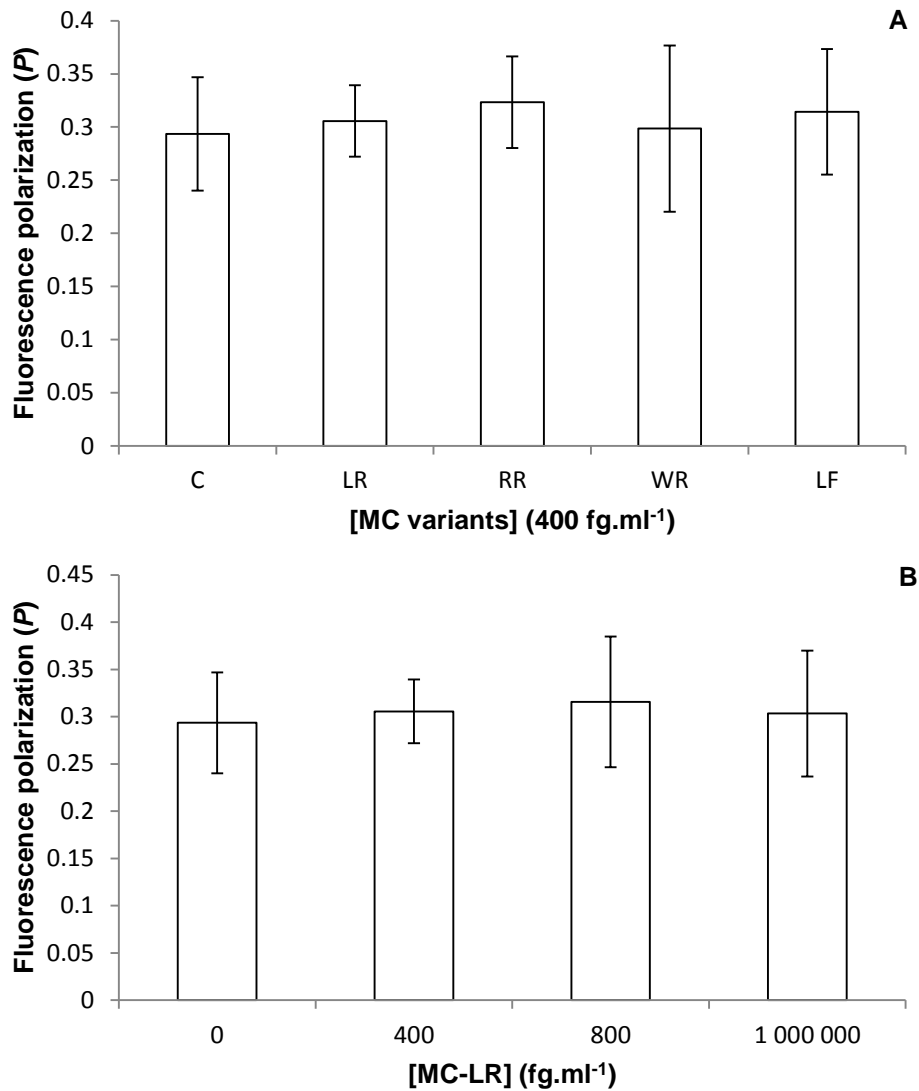 A
0.4
0.35
0.3
0.25
0.2
0.15
0.1
0.05
0
Fluorescence polarization (P)
C LR RR WR LF
[MC variants] (400 fg.ml⁻¹)
B
0.45
0.4
0.35
0.3
0.25
0.2
0.15
0.1
0.05
0
Fluorescence polarization (P)
0 400 800 1 000 000
[MC-LR] (fg.ml⁻¹)